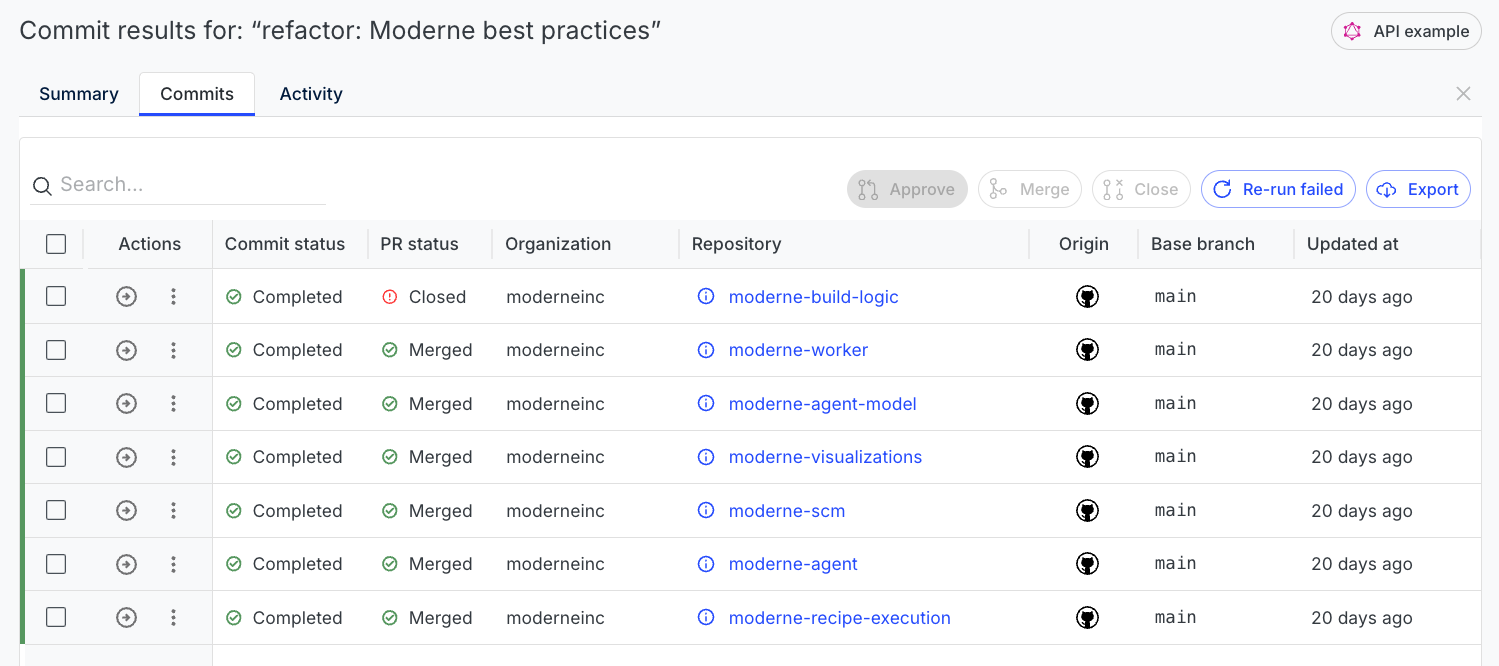 Commit results for: “refactor: Moderne best practices”
API example
Summary Commits Activity
Search...
Approve Merge Close Re-run failed Export
Actions Commit status PR status Organization Repository Origin Base branch Updated at
Completed Closed moderneinc moderne-build-logic main 20 days ago
Completed Merged moderneinc moderne-worker main 20 days ago
Completed Merged moderneinc moderne-agent-model main 20 days ago
Completed Merged moderneinc moderne-visualizations main 20 days ago
Completed Merged moderneinc moderne-scm main 20 days ago
Completed Merged moderneinc moderne-agent main 20 days ago
Completed Merged moderneinc moderne-recipe-execution main 20 days ago